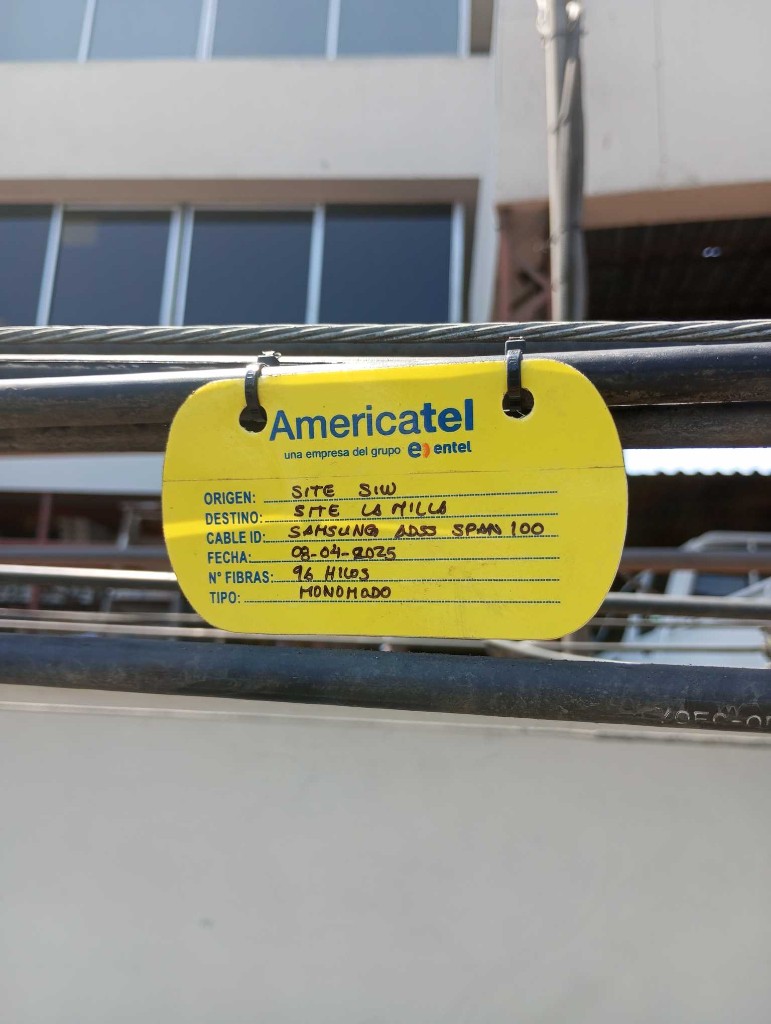 Americatel
una empresa del grupo entel
ORIGEN: SITE SIW
DESTINO: SITE LA MILLA
CABLE ID: SAMSUNG ADSS SPAN 100
FECHA: 08-04-2025
N° FIBRAS: 96 HILOS
TIPO: MONOMODO